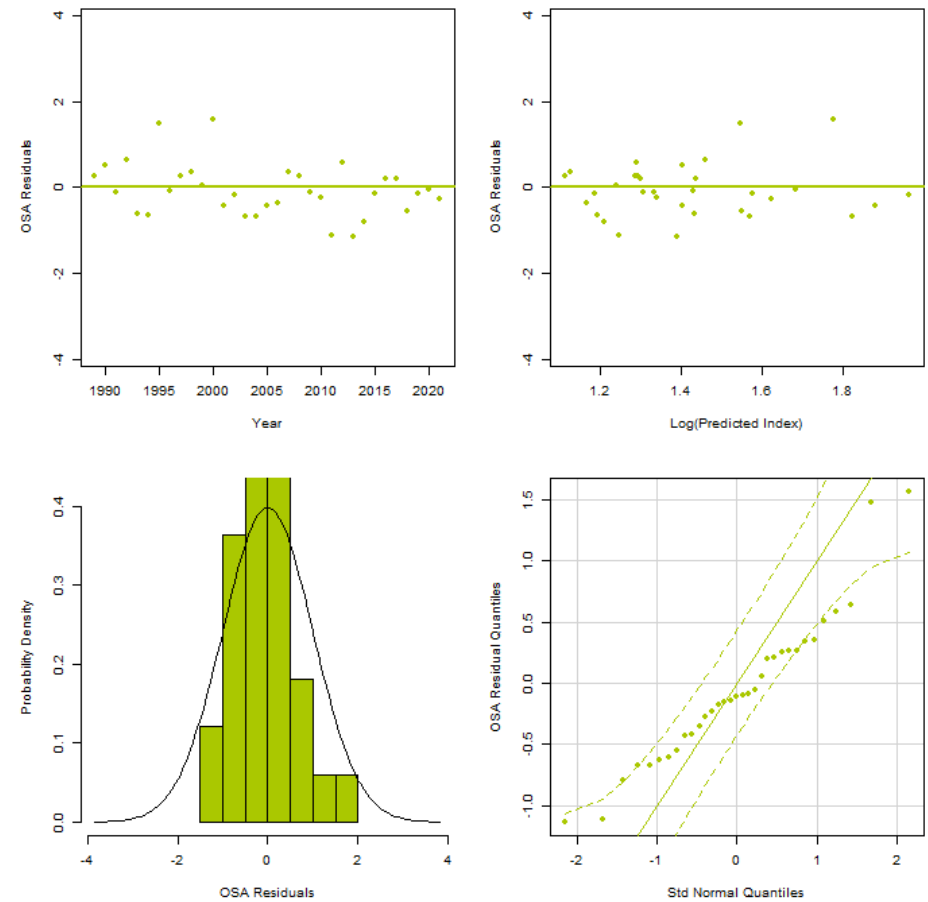 4
2
0
-2
-4
OSA Residuals
1990 1995 2000 2005 2010 2015 2020
Year
4
2
0
-2
-4
OSA Residuals
1.2 1.4 1.6 1.8
Log(Predicted Index)
0.4
0.3
0.2
0.1
0.0
Probability Density
-4 -2 0 2 4
OSA Residuals
1.5
1.0
0.5
0.0
-0.5
-1.0
OSA Residual Quantiles
-2 -1 0 1 2
Std Normal Quantiles